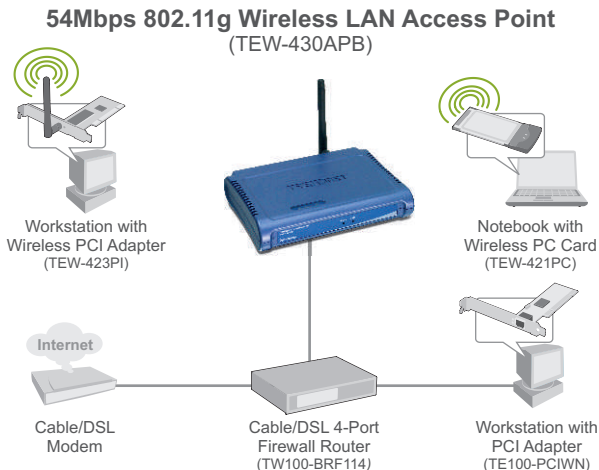 54Mbps 802.11g Wireless LAN Access Point
(TEW-430APB)
TRENDnet
Workstation with
Wireless PCI Adapter
(TEW-423PI)
Notebook with
Wireless PC Card
(TEW-421PC)
Internet
Cable/DSL
Modem
Cable/DSL 4-Port
Firewall Router
(TW100-BRF114)
Workstation with
PCI Adapter
(TE100-PCIWN)